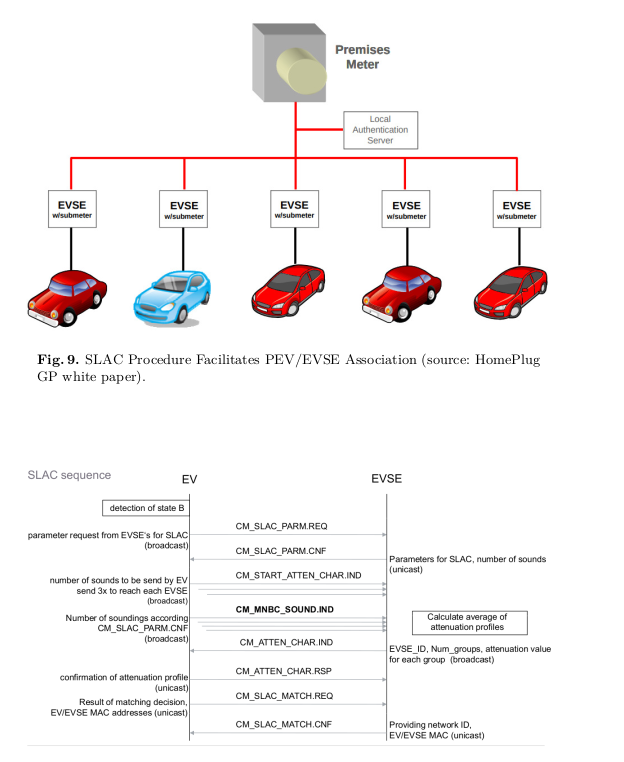 Premises
Meter
Local
Authentication
Server
EVSE
w/submeter
EVSE
w/submeter
EVSE
w/submeter
EVSE
w/submeter
EVSE
w/submeter
Fig. 9. SLAC Procedure Facilitates PEV/EVSE Association (source: HomePlug
GP white paper).
SLAC sequence
EV
EVSE
detection of state B
CM_SLAC_PARM.REQ
parameter request from EVSE's for SLAC
(broadcast)
CM_SLAC_PARM.CNF
Parameters for SLAC, number of sounds
(unicast)
CM_START_ATTEN_CHAR.IND
number of sounds to be send by EV
send 3x to reach each EVSE
(broadcast)
CM_MNBC_SOUND.IND
Number of soundings according
CM_SLAC_PARM.CNF
(broadcast)
Calculate average of
attenuation profiles
CM_ATTEN_CHAR.IND
EVSE_ID, Num_groups, attenuation value
for each group (broadcast)
CM_ATTEN_CHAR.RSP
confirmation of attenuation profile
(unicast)
CM_SLAC_MATCH.REQ
Result of matching decision,
EV/EVSE MAC addresses (unicast)
CM_SLAC_MATCH.CNF
Providing network ID,
EV/EVSE MAC (unicast)